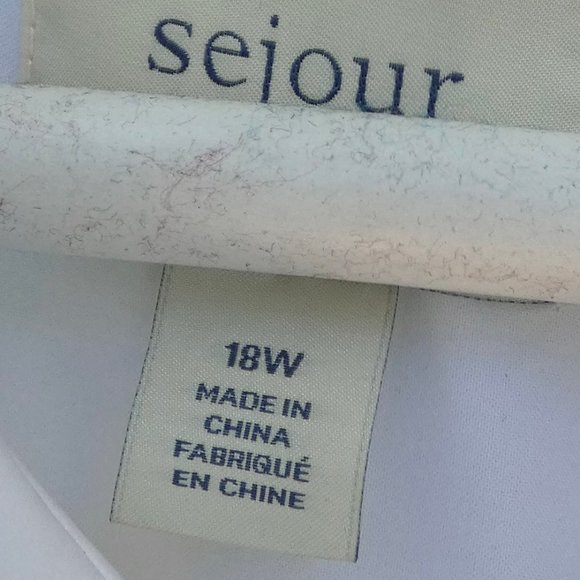 sejour
18W
MADE IN
CHINA
FABRIQUÉ
EN CHINE